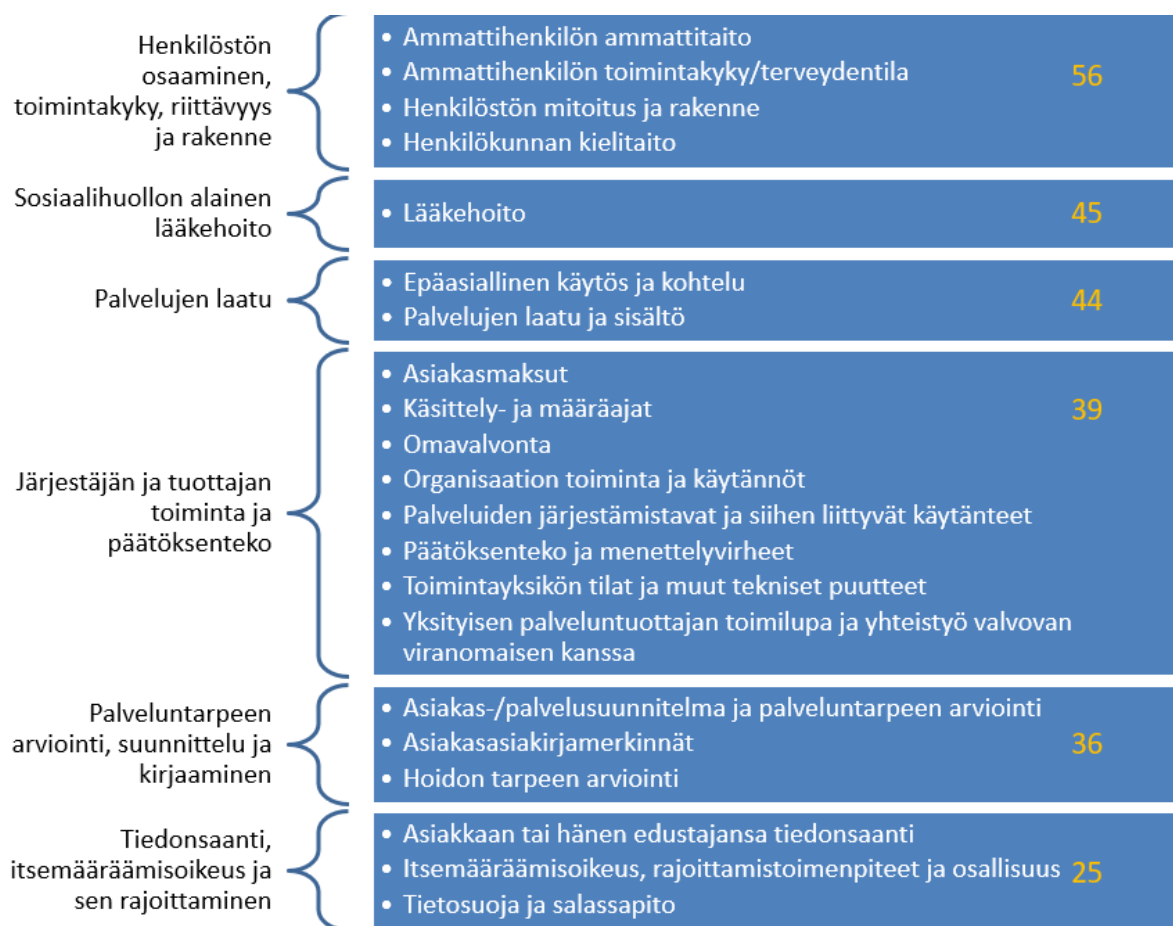 Henkilöstön
osaaminen,
toimintakyky, riittävyys
ja rakenne
• Ammattihenkilön ammattitaito
• Ammattihenkilön toimintakyky/terveydentila
• Henkilöstön mitoitus ja rakenne
• Henkilökunnan kielitaito
56
Sosiaalihuollon alainen
lääkehoito
• Lääkehoito
45
Palvelujen laatu
• Epäasiallinen käytös ja kohtelu
• Palvelujen laatu ja sisältö
44
Järjestäjän ja tuottajan
toiminta ja
päätöksenteko
• Asiakasmaksut
• Käsittely- ja määräajat
• Omavalvonta
• Organisaation toiminta ja käytännöt
• Palveluiden järjestämistavat ja siihen liittyvät käytänteet
• Päätöksenteko ja menettelyvirheet
• Toimintayksikön tilat ja muut tekniset puutteet
• Yksityisen palveluntuottajan toimilupa ja yhteistyö valvovan
viranomaisen kanssa
39
Palveluntarpeen
arviointi, suunnittelu ja
kirjaaminen
• Asiakas-/palvelusuunnitelma ja palveluntarpeen arviointi
• Asiakasasiakirjamerkinnät
• Hoidon tarpeen arviointi
36
Tiedonsaanti,
itsemääräämisoikeus ja
sen rajoittaminen
• Asiakkaan tai hänen edustajansa tiedonsaanti
• Itsemääräämisoikeus, rajoittamistoimenpiteet ja osallisuus
• Tietosuoja ja salassapito
25